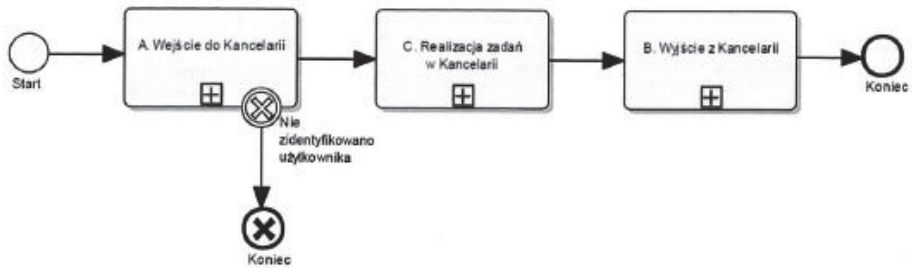 Start
A. Wejście do Kancelarii
Nie
zidentyfikowano
użytkownika
Koniec
C. Realizacja zadań
w Kancelarii
B. Wyjście z Kancelarii
Koniec